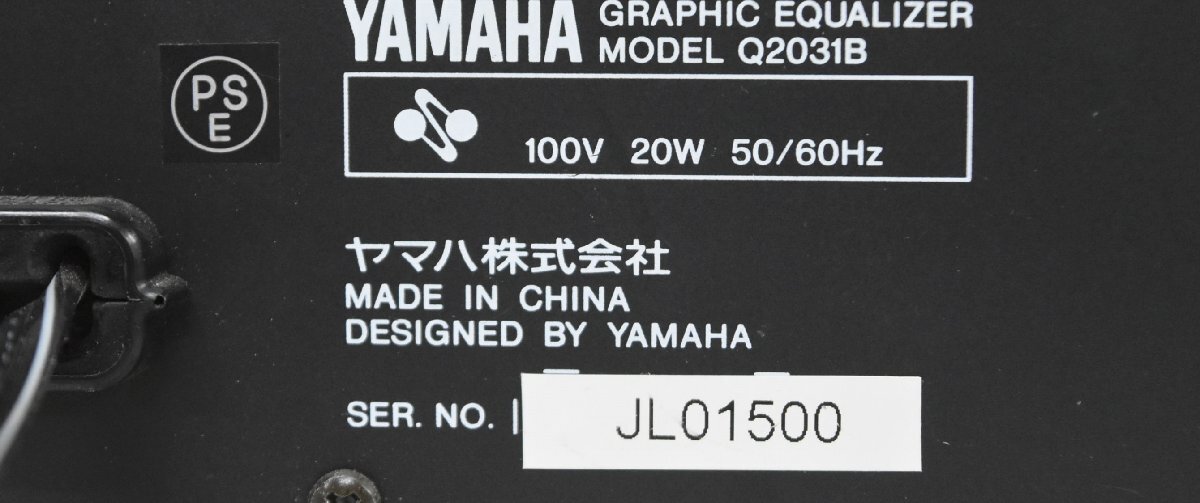 YAMAHA
GRAPHIC EQUALIZER
MODEL Q2031B
PS
E
100V 20W 50/60Hz
ヤマハ株式会社
MADE IN CHINA
DESIGNED BY YAMAHA
SER. NO.
JL01500